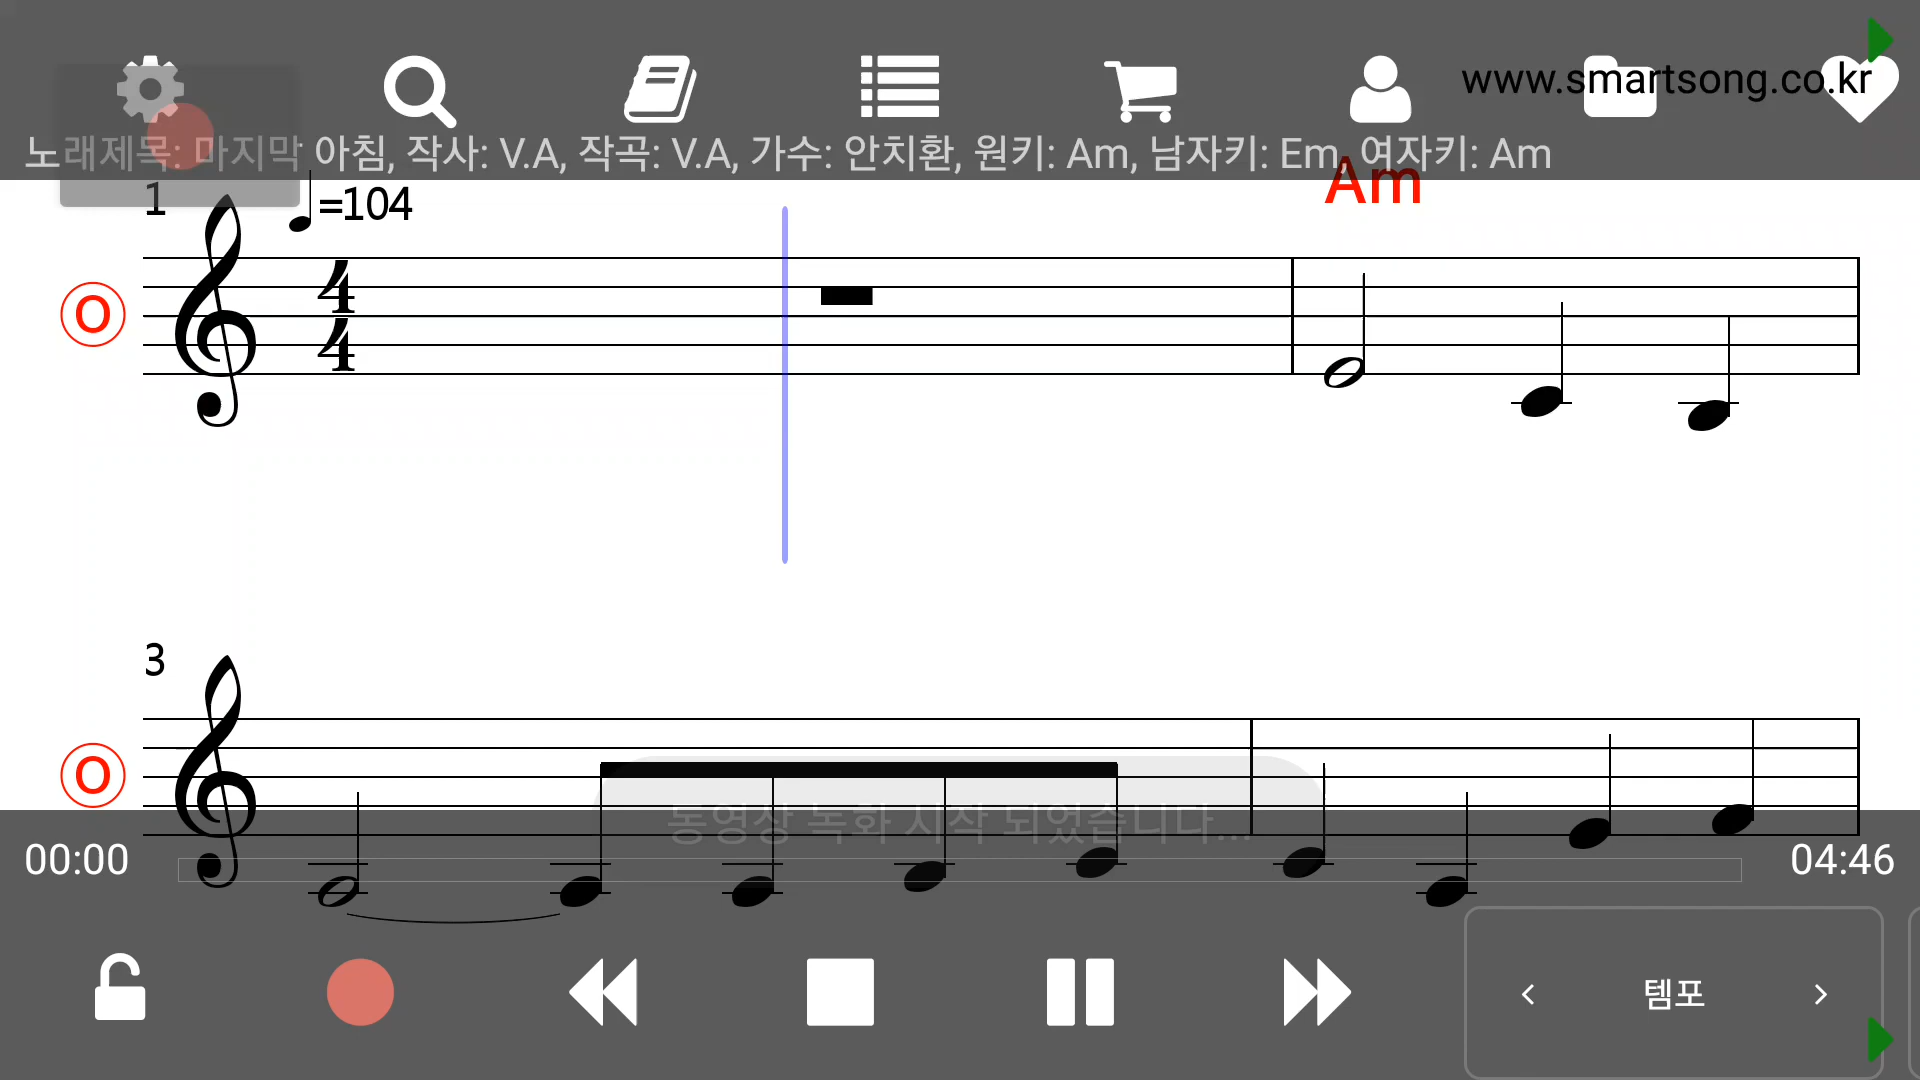 www.smartsong.co.kr
노래제목: 마지막 아침, 작사: V.A, 작곡: V.A, 가수: 안치환, 원키: Am, 남자키: Em, 여자키: Am
Am
1
=104
4
4
O
3
O
동영상 녹화 시작 되었습니다...
00:00
04:46
템포